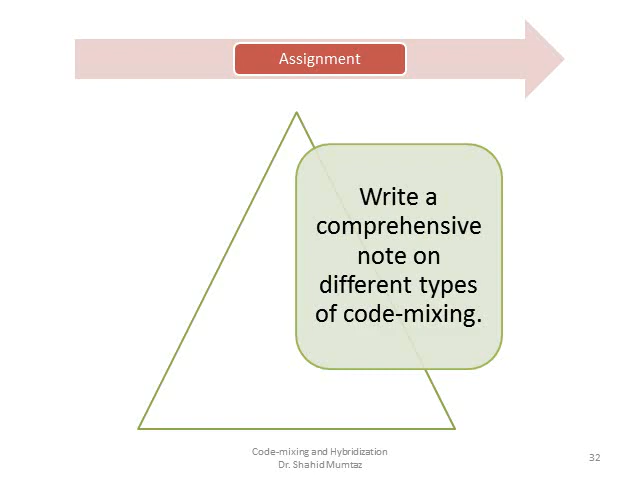 Assignment
Write a
comprehensive
note on
different types
of code-mixing.
Code-mixing and Hybridization
Dr. Shahid Mumtaz
32